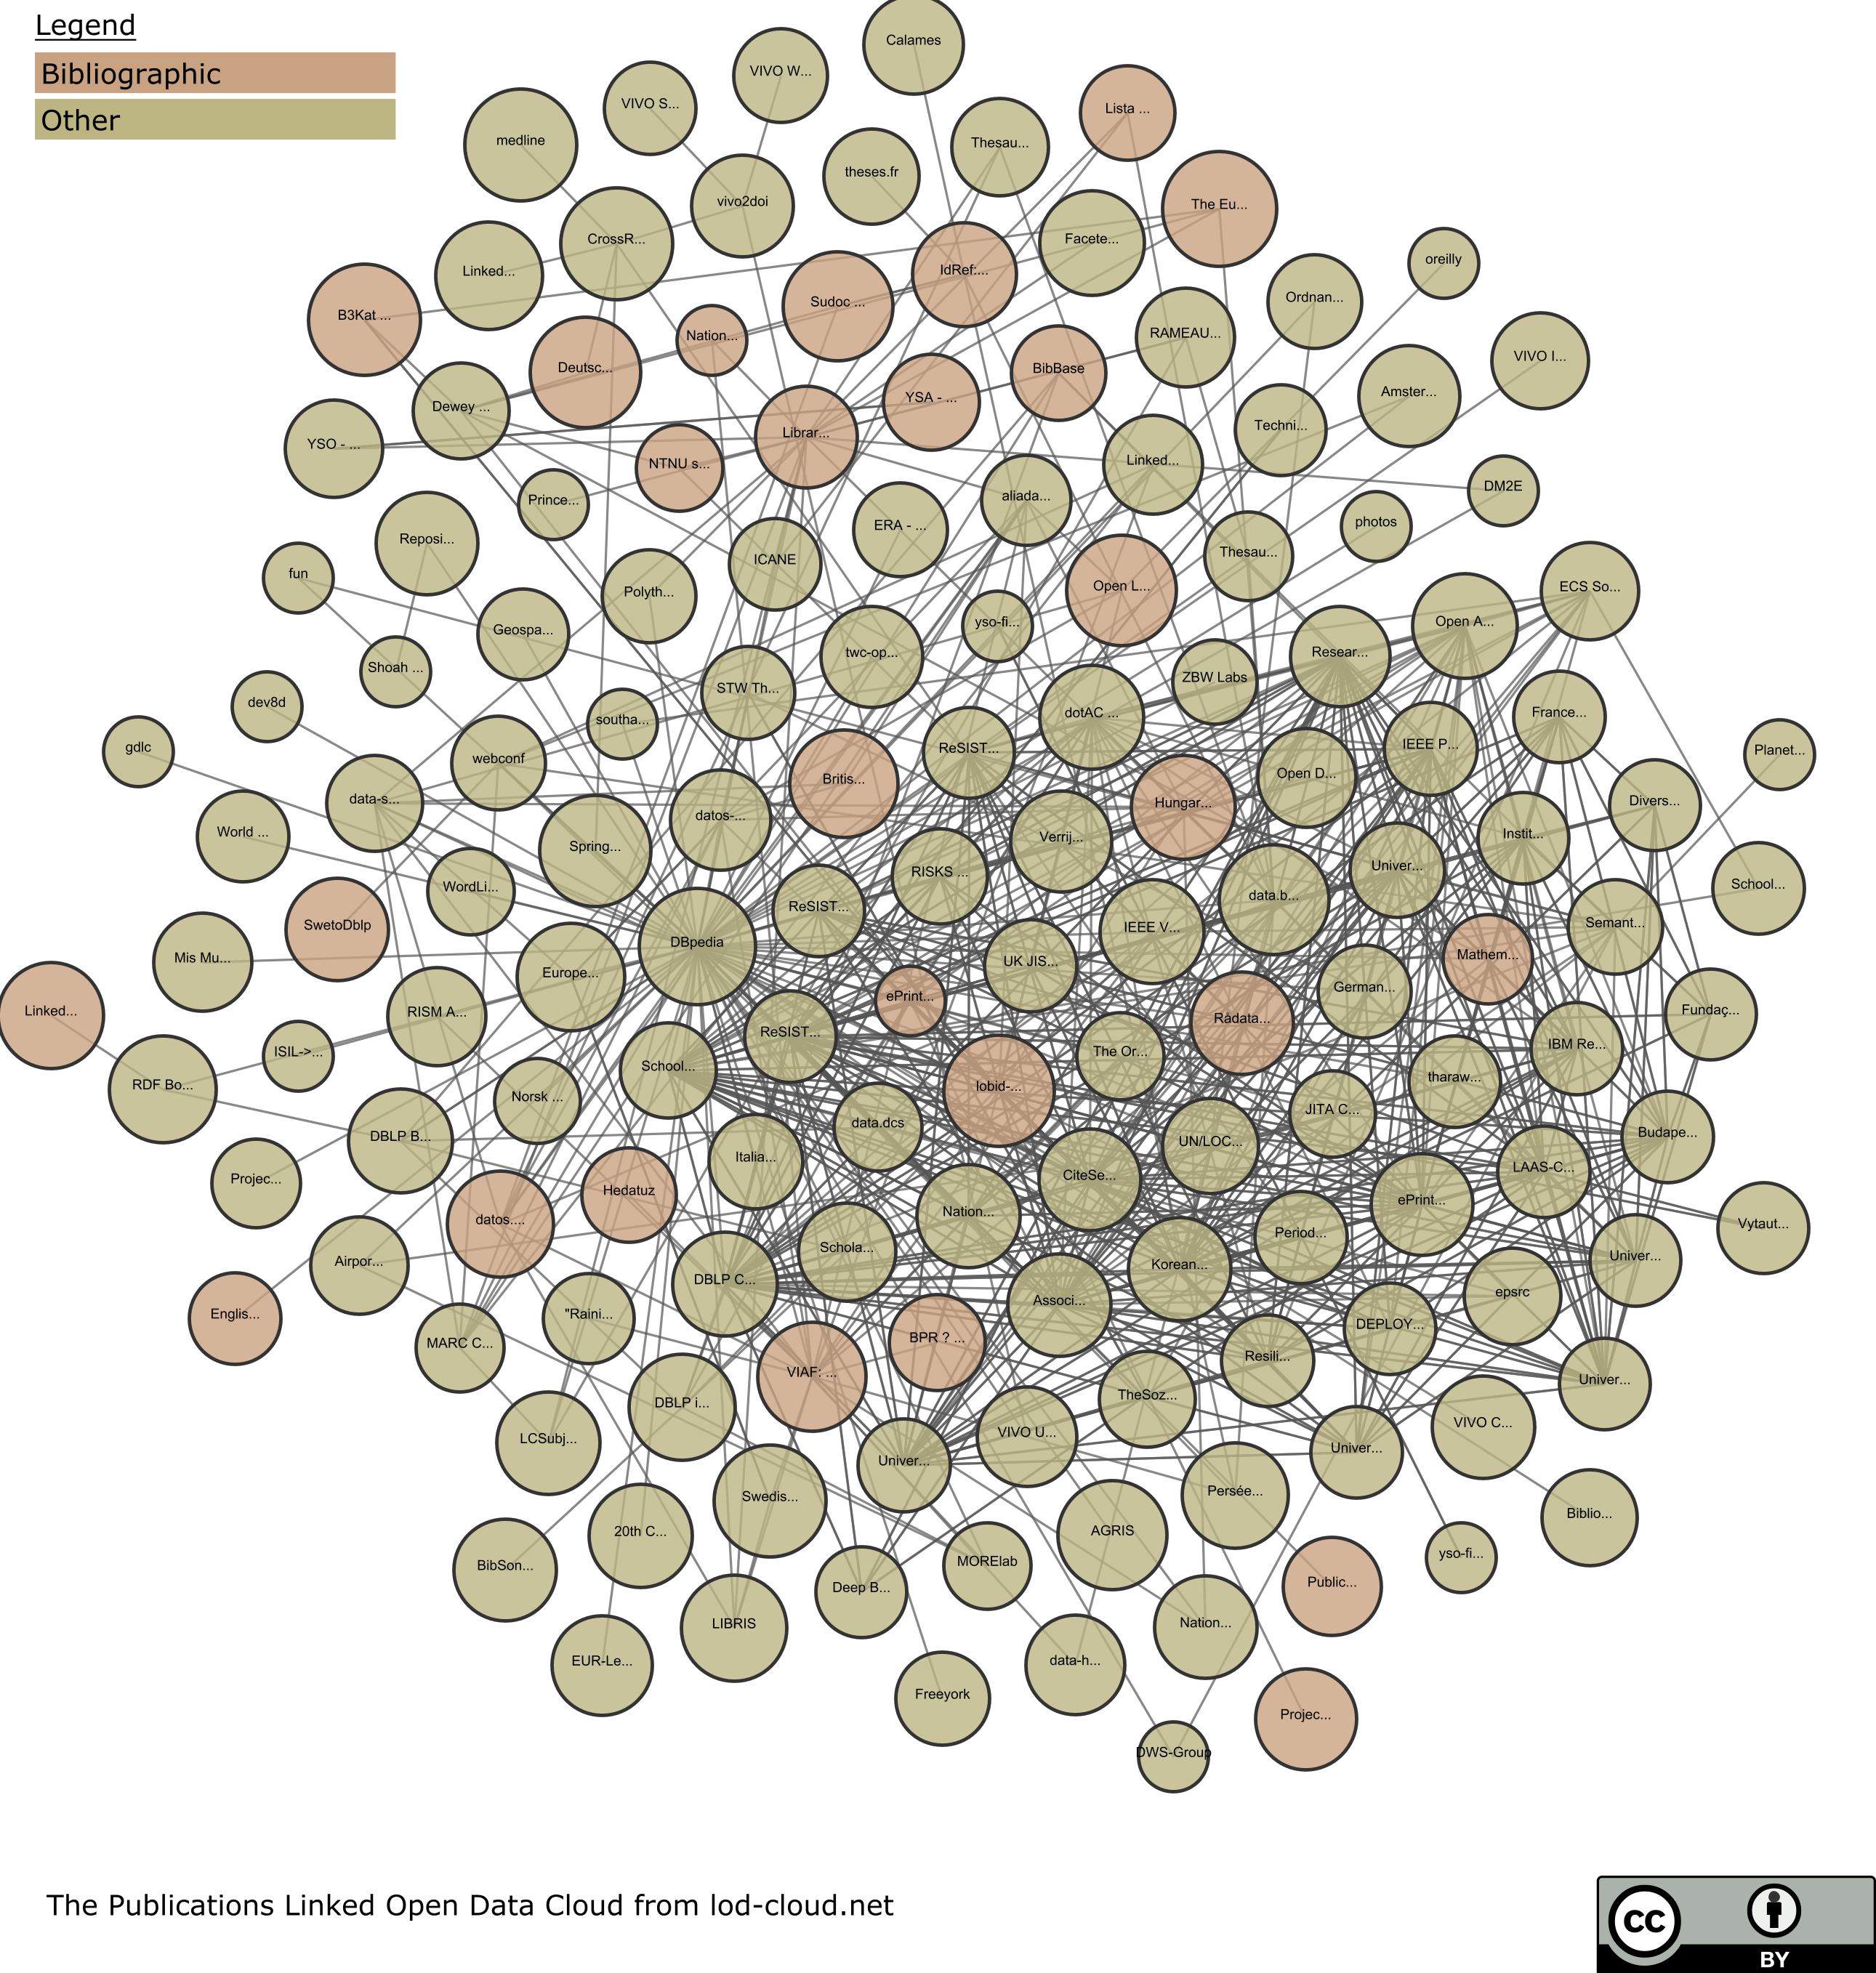 Legend
Bibliographic
Other
Calames
VIVO W...
VIVO S...
Lista ...
medline
Thesau...
theses.fr
vivo2doi
The Eu...
CrossR...
Facete...
oreilly
Linked...
IdRef:...
Ordnan...
Sudoc ...
B3Kat ...
Nation...
RAMEAU...
VIVO I...
Deutsc...
BibBase
Amster...
YSA - ...
Dewey ...
Techni...
Librar...
YSO - ...
NTNU s...
Linked...
DM2E
Prince...
aliada...
ERA - ...
photos
Reposi...
Thesau...
ICANE
fun
Polyth...
Open L...
ECS So...
Geospa...
yso-fi...
Open A...
twc-op...
Resear...
Shoah ...
ZBW Labs
STW Th...
dev8d
southa...
dotAC ...
France...
gdlc
webconf
ReSIST...
IEEE P...
Planet...
Britis...
Open D...
data-s...
Hungar...
Divers...
datos-...
World ...
Verrij...
Instit...
Spring...
RISKS ...
Univer...
WordLi...
School...
data.b...
ReSIST...
SwetoDblp
IEEE V...
Semant...
DBpedia
Mis Mu...
UK JIS...
Mathem...
Europe...
German...
ePrint...
Linked...
RISM A...
Rádata...
Fundaç...
ReSIST...
ISIL->...
The Or...
IBM Re...
School...
RDF Bo...
lobid-...
tharaw...
Norsk ...
JITA C...
data.dcs
DBLP B...
UN/LOC...
Budape...
Italia...
LAAS-C...
Projec...
CiteSe...
Hedatuz
ePrint...
Nation...
datos....
Vytaut...
Period...
Schola...
Airpor...
Korean...
Univer...
DBLP C...
epsrc
Associ...
Englis...
"Raini...
DEPLOY...
BPR ? ...
MARC C...
Resili...
VIAF: ...
Univer...
TheSoz...
DBLP i...
VIVO C...
VIVO U...
LCSubj...
Univer...
Univer...
Persée...
Swedis...
Biblio...
20th C...
AGRIS
yso-fi...
MORElab
BibSon...
Public...
Deep B...
LIBRIS
Nation...
EUR-Le...
data-h...
Freeyork
Projec...
DWS-Group
The Publications Linked Open Data Cloud from lod-cloud.net
CC
BY